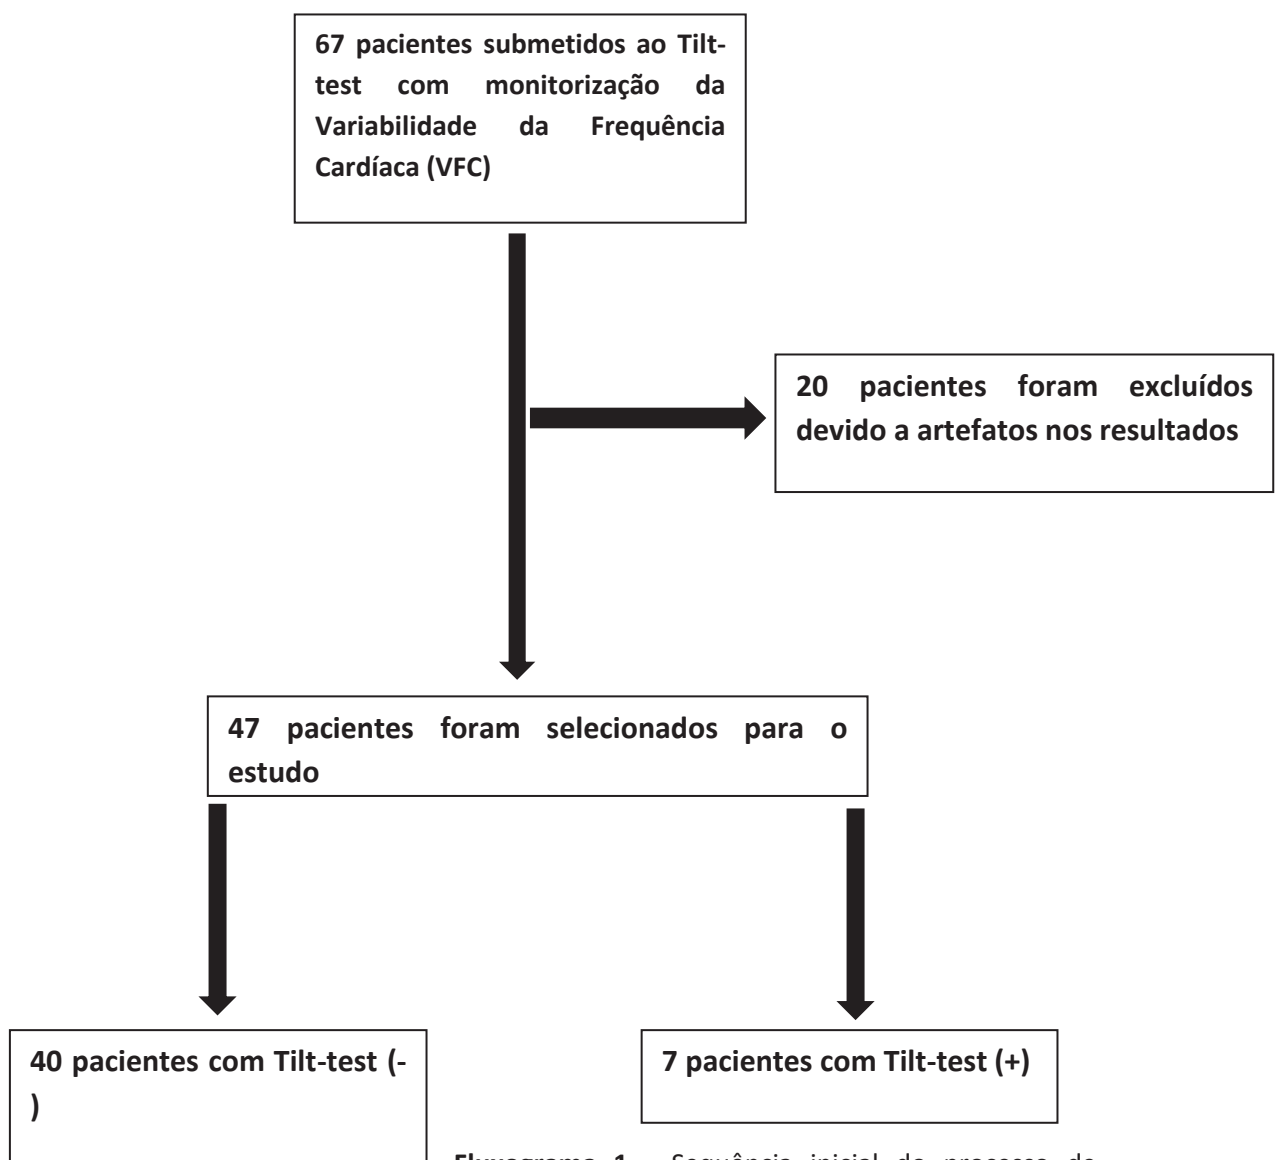 67 pacientes submetidos ao Tilt-
test com monitorização da
Variabilidade da Frequência
Cardíaca (VFC)
20 pacientes foram excluídos
devido a artefatos nos resultados
47 pacientes foram selecionados para o
estudo
40 pacientes com Tilt-test (-
)
7 pacientes com Tilt-test (+)
Fluxograma 1 Sequência inicial do processo de